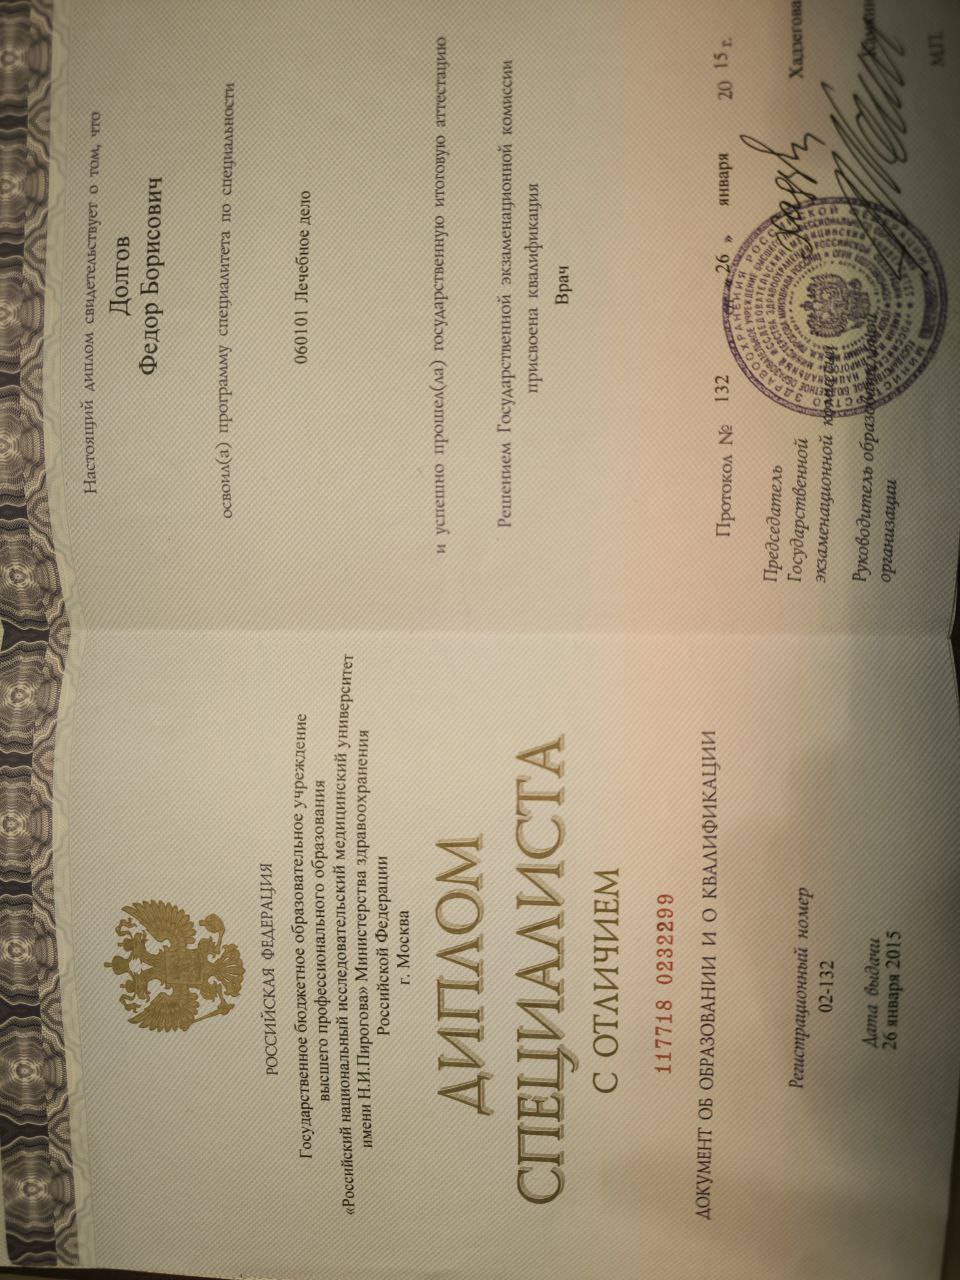 РОССИЙСКАЯ ФЕДЕРАЦИЯ
Государственное бюджетное образовательное учреждение
высшего профессионального образования
«Российский национальный исследовательский медицинский университет
имени Н.И.Пирогова» Министерства здравоохранения
Российской Федерации
г. Москва
ДИПЛОМ
СПЕЦИАЛИСТА
С ОТЛИЧИЕМ
117718 0232299
ДОКУМЕНТ ОБ ОБРАЗОВАНИИ И О КВАЛИФИКАЦИИ
Регистрационный номер
02-132
Дата выдачи
26 января 2015
Настоящий диплом свидетельствует о том, что
Долгов
Федор Борисович
освоил(а) программу специалитета по специальности
060101 Лечебное дело
и успешно прошел(ла) государственную итоговую аттестацию
Решением Государственной экзаменационной комиссии
присвоена квалификация
Врач
Протокол № 132 от « 26 » января 20 15 г.
Председатель
Государственной
экзаменационной комиссии Хадзегова
Руководитель образовательной
организации
М.П.